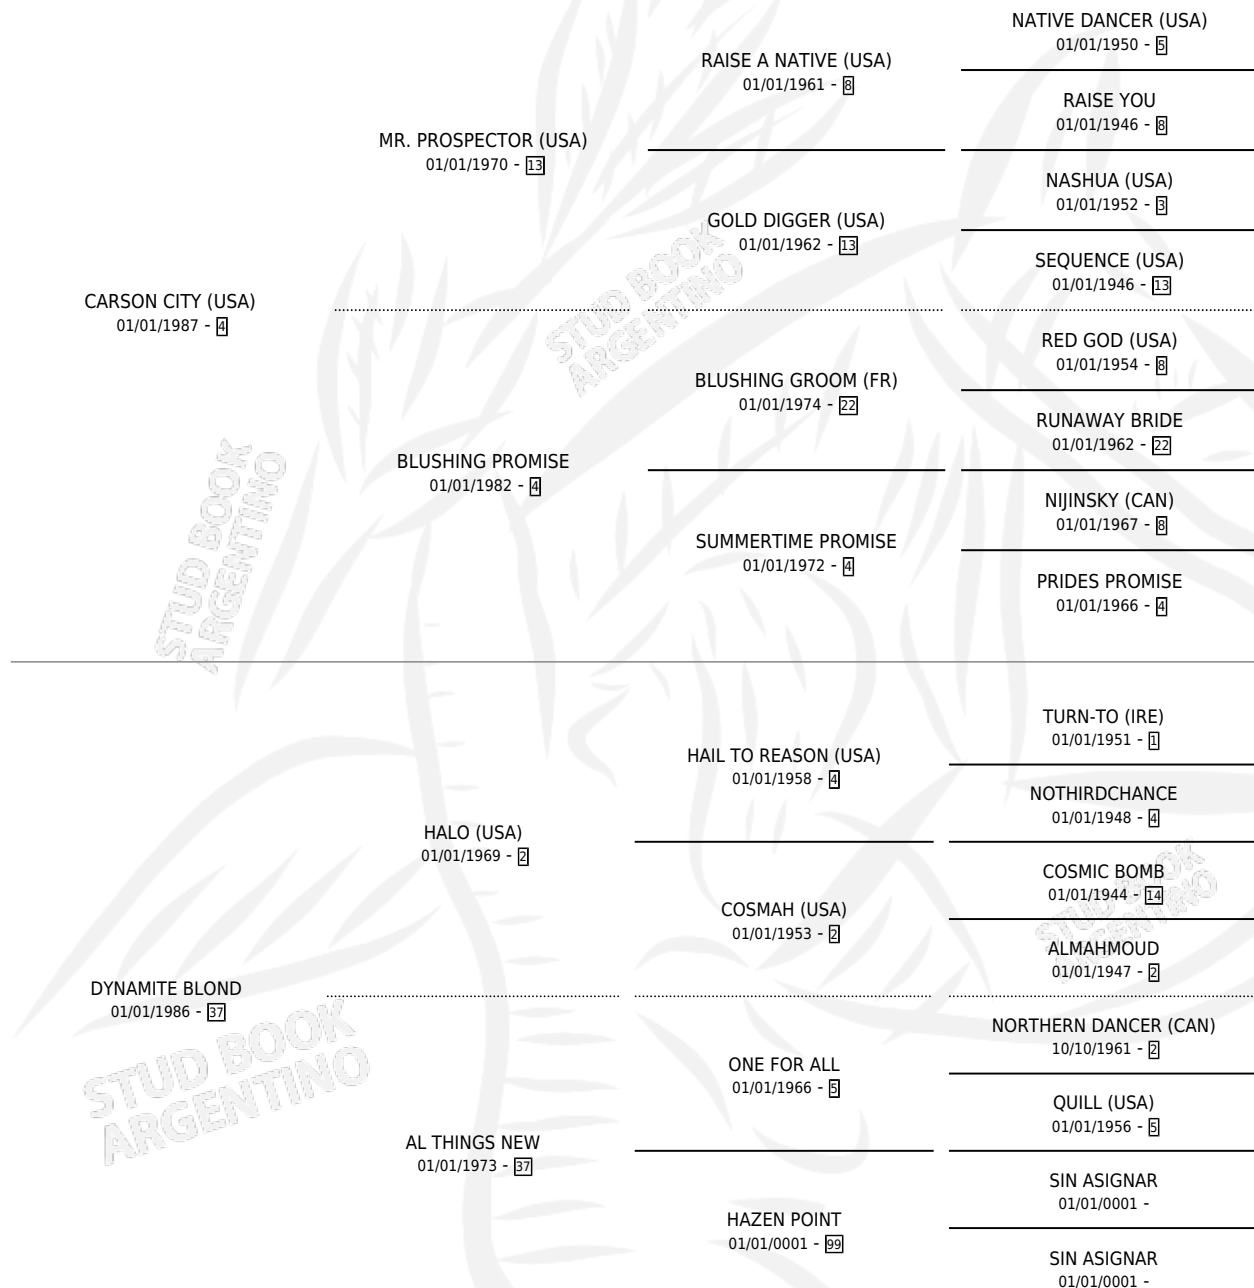 NATIVE DANCER (USA)
01/01/1950 - 5
RAISE A NATIVE (USA)
01/01/1961 - 8
RAISE YOU
01/01/1946 - 8
MR. PROSPECTOR (USA)
01/01/1970 - 13
NASHUA (USA)
01/01/1952 - 3
GOLD DIGGER (USA)
01/01/1962 - 13
SEQUENCE (USA)
01/01/1946 - 13
CARSON CITY (USA)
01/01/1987 - 4
STUD BOOK
ARGENTINO
RED GOD (USA)
01/01/1954 - 8
BLUSHING GROOM (FR)
01/01/1974 - 22
RUNAWAY BRIDE
01/01/1962 - 22
BLUSHING PROMISE
01/01/1982 - 4
NIJINSKY (CAN)
01/01/1967 - 8
SUMMERTIME PROMISE
01/01/1972 - 4
PRIDES PROMISE
01/01/1966 - 4
STUD BOOK
ARGENTINO
TURN-TO (IRE)
01/01/1951 - 1
HAIL TO REASON (USA)
01/01/1958 - 4
NOTHIRDCHANCE
01/01/1948 - 4
HALO (USA)
01/01/1969 - 2
COSMIC BOMB
01/01/1944 - 14
COSMAH (USA)
01/01/1953 - 2
STUD BOOK
ARGENTINO
ALMAHMOUD
01/01/1947 - 2
DYNAMITE BLOND
01/01/1986 - 37
STUD BOOK
ARGENTINO
NORTHERN DANCER (CAN)
10/10/1961 - 2
ONE FOR ALL
01/01/1966 - 5
QUILL (USA)
01/01/1956 - 5
AL THINGS NEW
01/01/1973 - 37
SIN ASIGNAR
01/01/0001 -
HAZEN POINT
01/01/0001 - 99
SIN ASIGNAR
01/01/0001 -